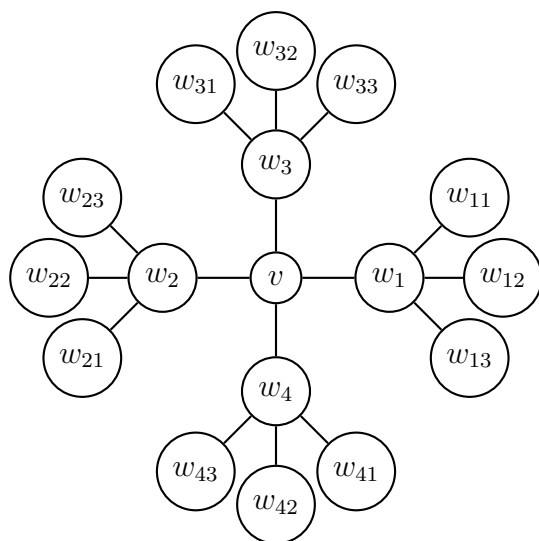 w₃₂
w₃₁ w₃₃
w₃
w₂₃ w₁₁
w₂₂ w₂ v w₁ w₁₂
w₂₁ w₁₃
w₄
w₄₃ w₄₁
w₄₂